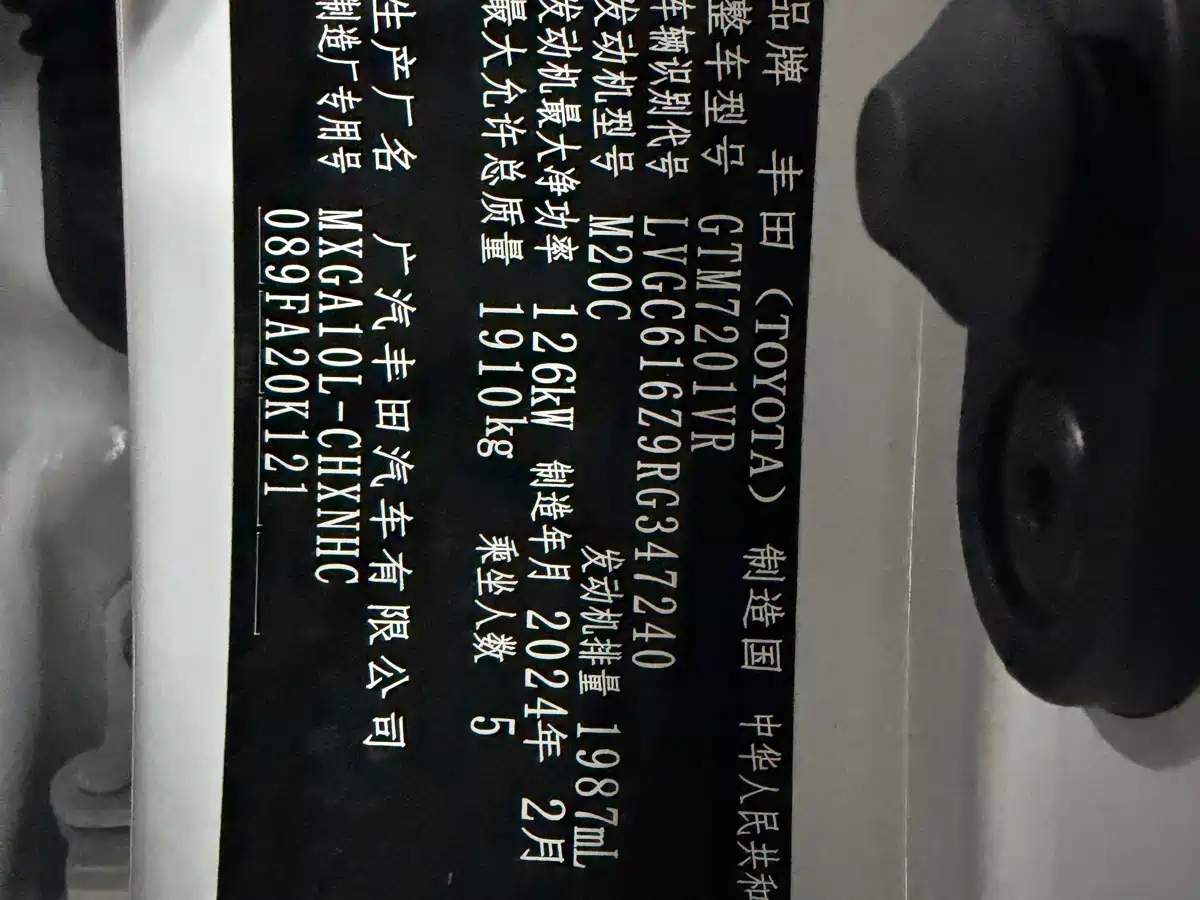 品牌 丰田 (TOYOTA) 制造国 中华人民共和
整车型号 GTM7201VR
车辆识别代号 LVGC616Z9RG347240
发动机型号 M20C 发动机排量 1987mL
发动机最大净功率 126kW 制造年月 2024年 2月
最大允许总质量 1910kg 乘坐人数 5
生产厂名 广汽丰田汽车有限公司
制造厂专用号 MXGA10L-CHXNHC
089FA20K121